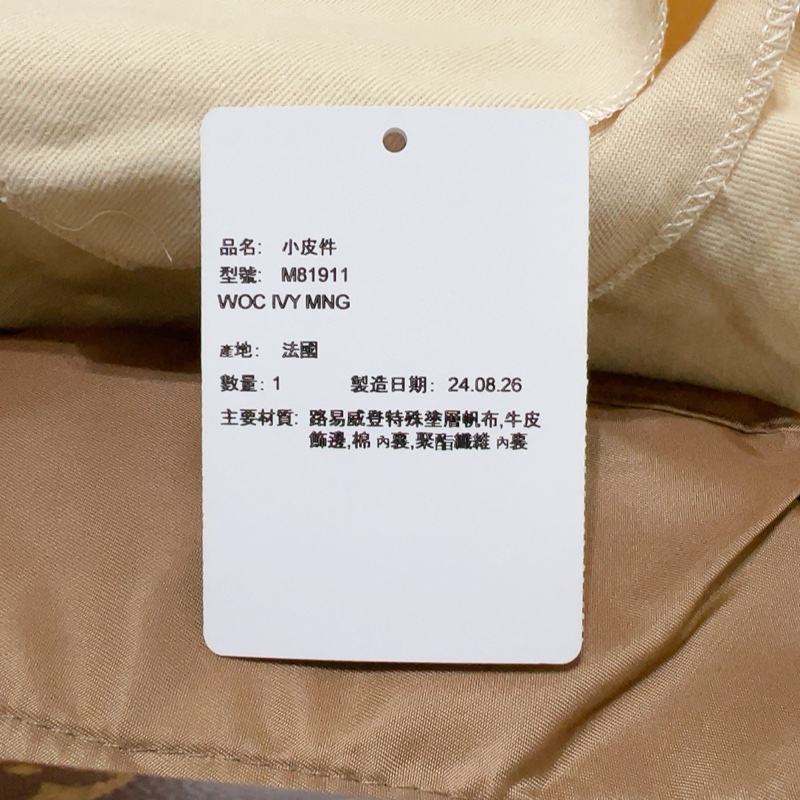 品名: 小皮件
型號: M81911
WOC IVY MNG
產地: 法國
數量: 1 製造日期: 24.08.26
主要材質: 路易威登特殊塗層帆布,牛皮
飾邊,棉 內裏,聚酯纖維 內裏